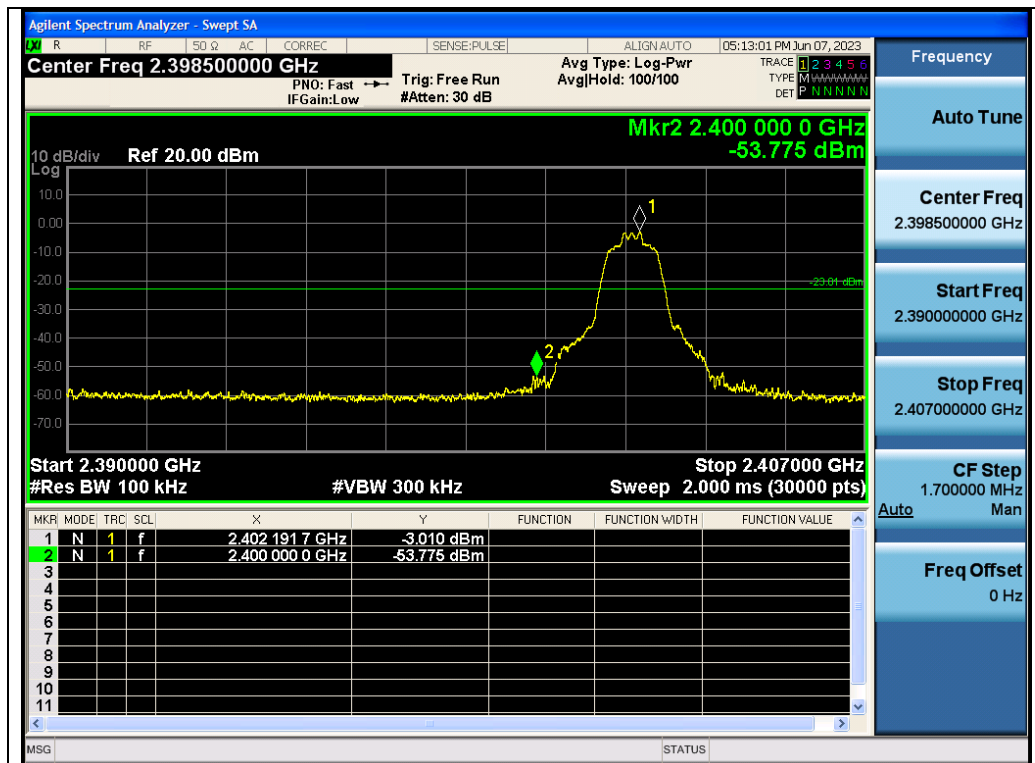 Agilent Spectrum Analyzer - Swept SA
LXI R RF 50 Ω AC CORREC SENSE:PULSE ALIGN AUTO 05:13:01 PM Jun 07, 2023
Center Freq 2.398500000 GHz
PNO: Fast
IFGain:Low
Trig: Free Run
#Atten: 30 dB
Avg Type: Log-Pwr
Avg|Hold: 100/100
TRACE 1 2 3 4 5 6
TYPE M
DET P N N N N N
Mkr2 2.400 000 0 GHz
-53.775 dBm
10 dB/div Ref 20.00 dBm
Log
10.0
0.00
-10.0
-20.0
-30.0
-40.0
-50.0
-60.0
-70.0
1
-23.01 dBm
2
Start 2.390000 GHz Stop 2.407000 GHz
#Res BW 100 kHz #VBW 300 kHz Sweep 2.000 ms (30000 pts)
MKR MODE TRC SCL X Y FUNCTION FUNCTION WIDTH FUNCTION VALUE
1 N 1 f 2.402 191 7 GHz -3.010 dBm
2 N 1 f 2.400 000 0 GHz -53.775 dBm
3
4
5
6
7
8
9
10
11
MSG STATUS
Frequency
Auto Tune
Center Freq
2.398500000 GHz
Start Freq
2.390000000 GHz
Stop Freq
2.407000000 GHz
CF Step
1.700000 MHz
Auto Man
Freq Offset
0 Hz